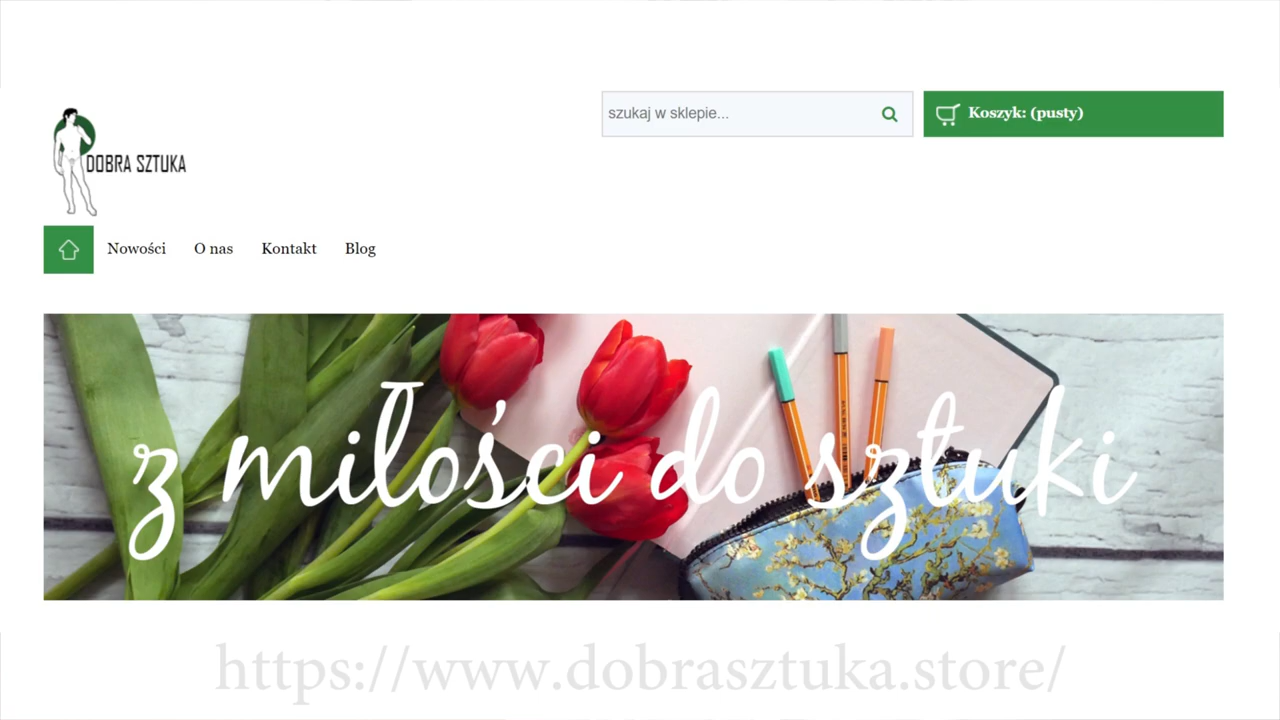 szukaj w sklepie...
Koszyk: (pusty)
DOBRA SZTUKA
Nowości
O nas
Kontakt
Blog
z miłości do sztuki
https://www.dobrasztuka.store/